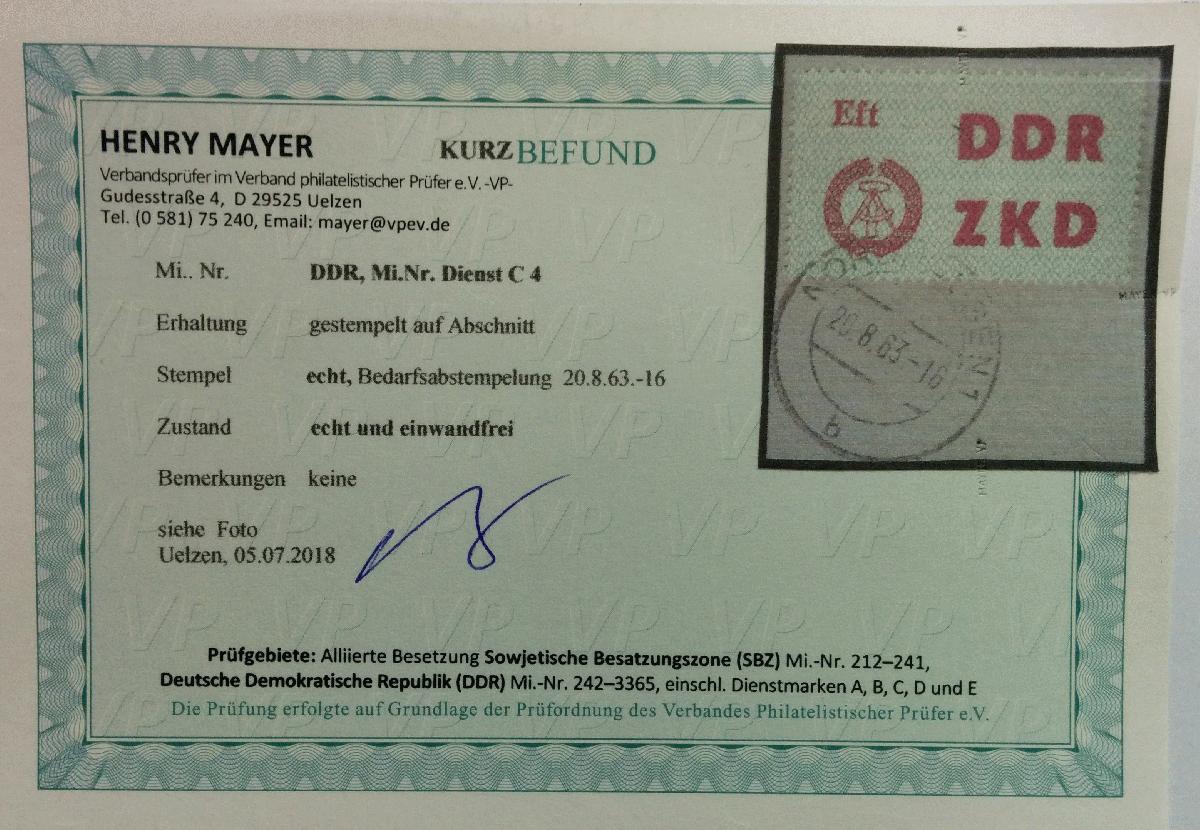 HENRY MAYER
KURZBEFUND
Verbandsprüfer im Verband philatelistischer Prüfer e.V. -VP-
Gudesstraße 4, D 29525 Uelzen
Tel. (0 581) 75 240, Email: mayer@vpev.de
Mi.. Nr. DDR, Mi.Nr. Dienst C 4
Erhaltung gestempelt auf Abschnitt
Stempel echt, Bedarfsabstempelung 20.8.63.-16
Zustand echt und einwandfrei
Bemerkungen keine
siehe Foto
Uelzen, 05.07.2018
Eft
DDR
ZKD
20.8.63-16
b
Prüfgebiete: Alliierte Besetzung Sowjetische Besatzungszone (SBZ) Mi.-Nr. 212–241,
Deutsche Demokratische Republik (DDR) Mi.-Nr. 242–3365, einschl. Dienstmarken A, B, C, D und E
Die Prüfung erfolgte auf Grundlage der Prüfordnung des Verbandes Philatelistischer Prüfer e.V.